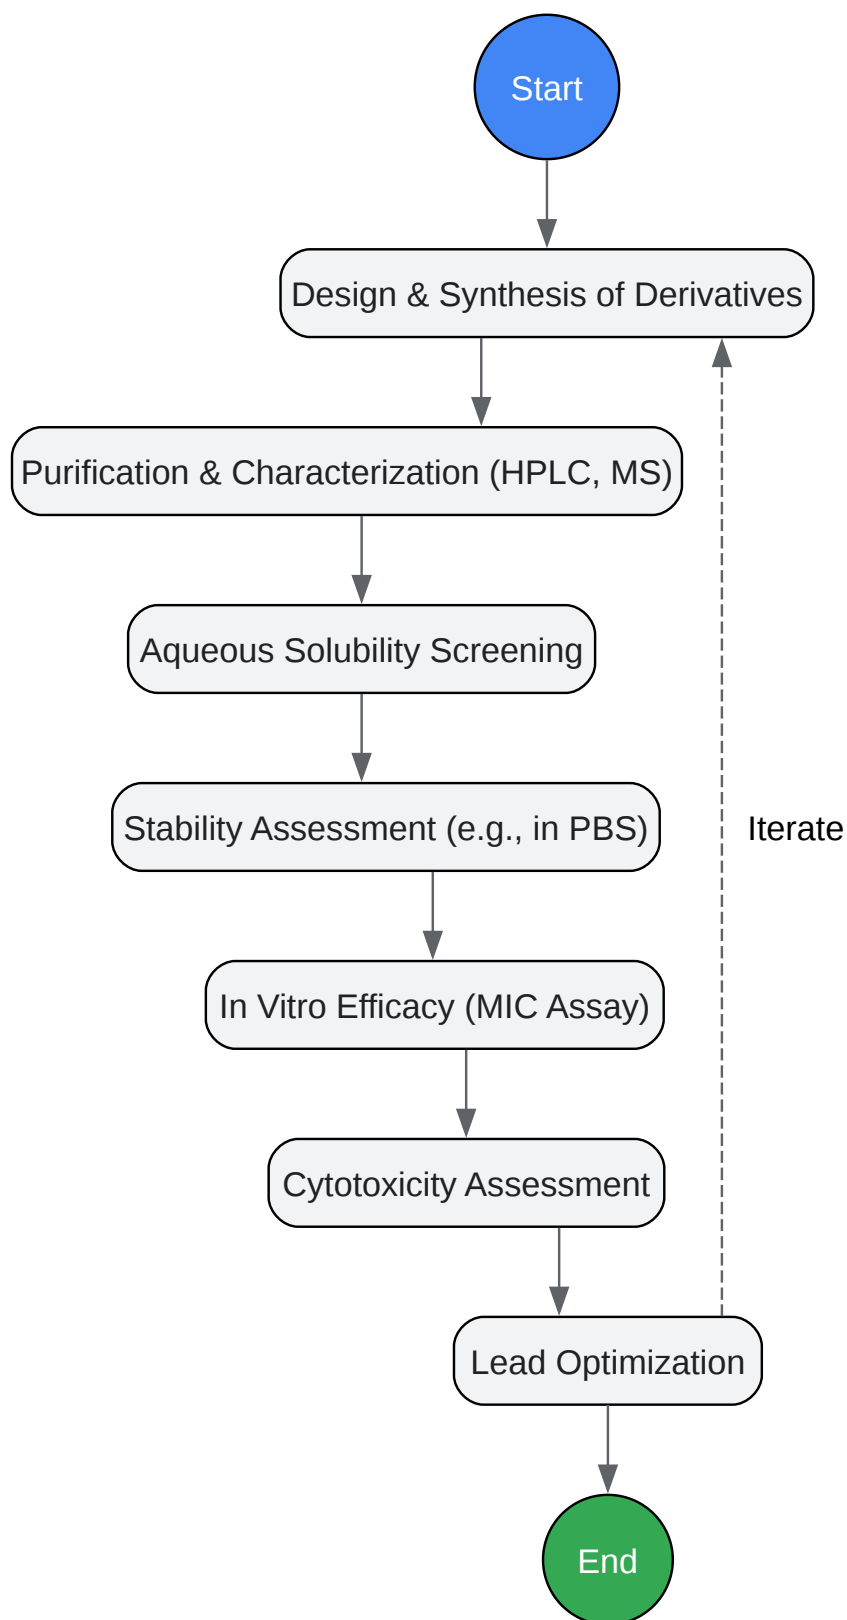 Start
Design & Synthesis of Derivatives
Purification & Characterization (HPLC, MS)
Aqueous Solubility Screening
Stability Assessment (e.g., in PBS)
Iterate
In Vitro Efficacy (MIC Assay)
Cytotoxicity Assessment
Lead Optimization
End